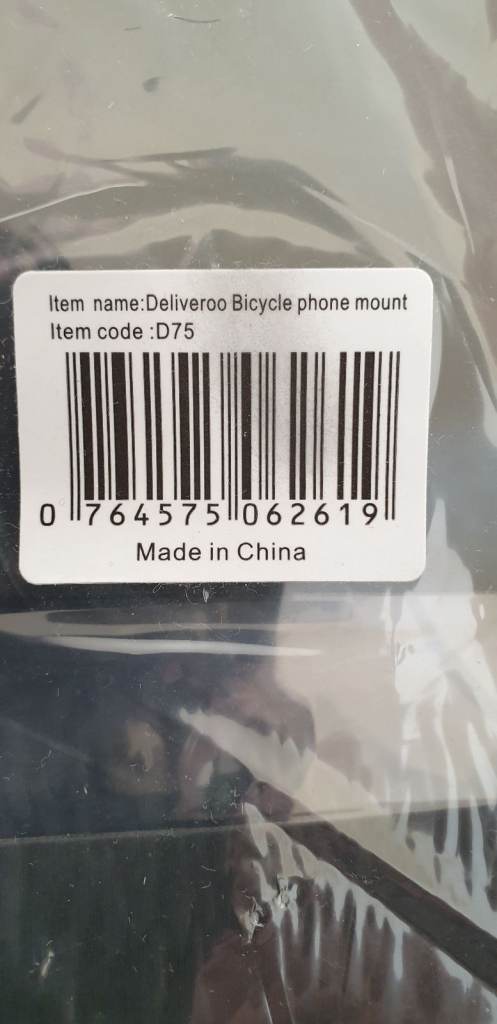 Item name:Deliveroo Bicycle phone mount
Item code :D75
0 764575 062619
Made in China